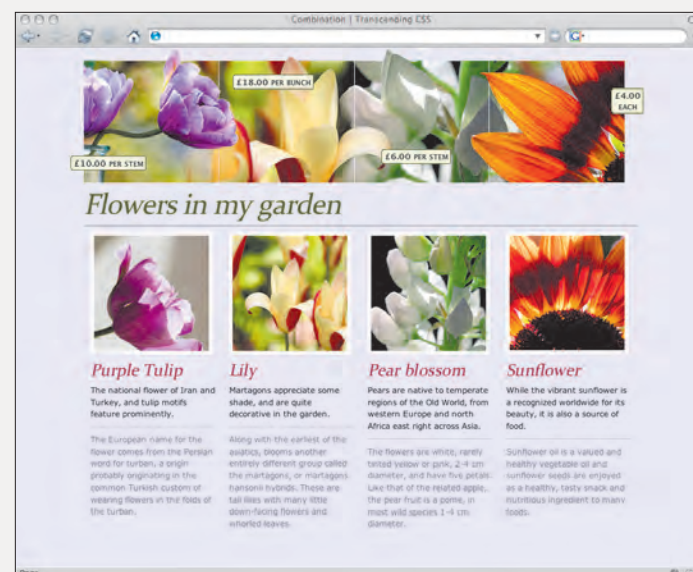 Combination | Transcending CSS
£18.00 PER BUNCH
£4.00
EACH
£10.00 PER STEM
£6.00 PER STEM
Flowers in my garden
Purple Tulip
The national flower of Iran and
Turkey, and tulip motifs
feature prominently.
The European name for the
flower comes from the Persian
word for turban, a origin
probably originating in the
common Turkish custom of
wearing flowers in the folds of
the turban.
Lily
Martagons appreciate some
shade, and are quite
decorative in the garden.
Along with the earliest of the
asiatics, blooms another
entirely different group called
the martagons, or martagon
hansonii hybrids. These are
tall lilies with many little
down-facing flowers and
whorled leaves.
Pear blossom
Pears are native to temperate
regions of the Old World, from
western Europe and north
Africa east right across Asia.
The flowers are white, rarely
tinted yellow or pink, 2-4 cm
diameter, and have five petals.
Like that of the related apple,
the pear fruit is a pome, in
most wild species 1-4 cm
diameter.
Sunflower
While the vibrant sunflower is
a recognized worldwide for its
beauty, it is also a source of
food.
Sunflower oil is a valued and
healthy vegetable oil and
sunflower seeds are enjoyed
as a healthy, tasty snack and
nutritious ingredient to many
foods.